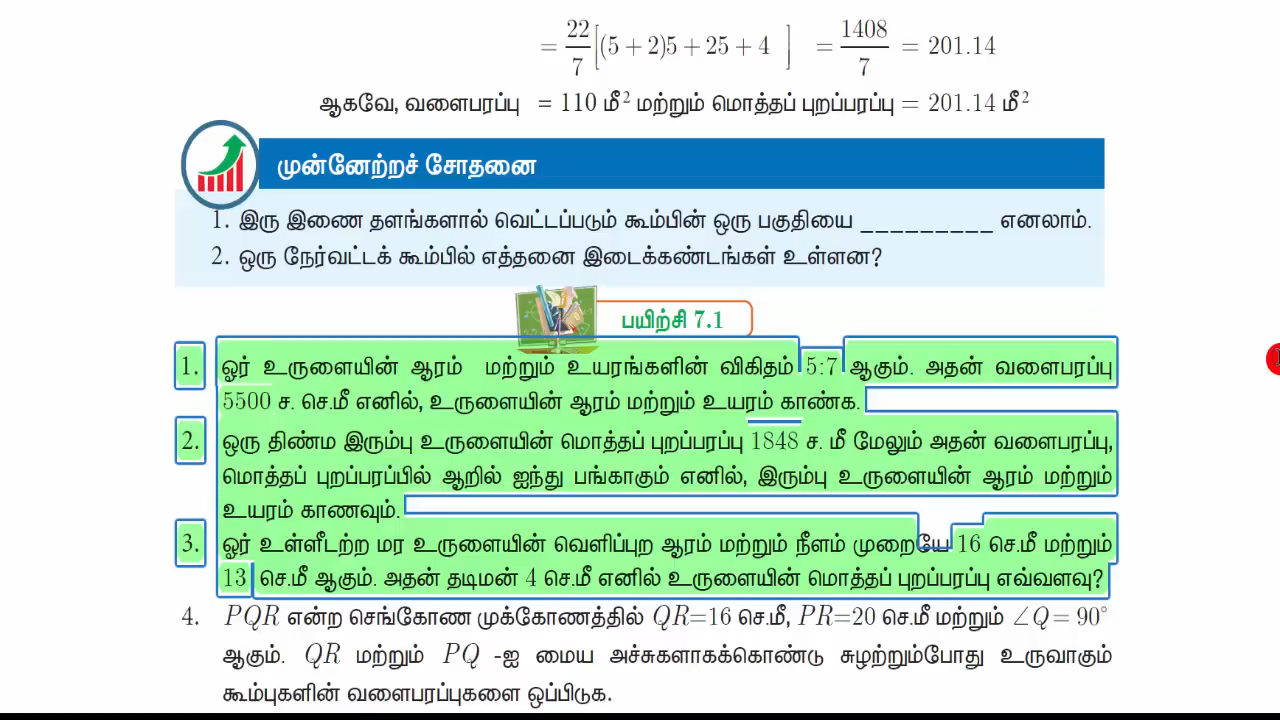 = 22/7 [(5 + 2)5 + 25 + 4 ] = 1408/7 = 201.14
ஆகவே, வளைபரப்பு = 110 மீ² மற்றும் மொத்தப் புறப்பரப்பு = 201.14 மீ²
முன்னேற்றச் சோதனை
1. இரு இணை தளங்களால் வெட்டப்படும் கூம்பின் ஒரு பகுதியை _________ எனலாம்.
2. ஒரு நேர்வட்டக் கூம்பில் எத்தனை இடைக்கண்டங்கள் உள்ளன?
பயிற்சி 7.1
1. ஓர் உருளையின் ஆரம் மற்றும் உயரங்களின் விகிதம் 5:7 ஆகும். அதன் வளைபரப்பு
5500 ச. செ.மீ எனில், உருளையின் ஆரம் மற்றும் உயரம் காண்க.
2. ஒரு திண்ம இரும்பு உருளையின் மொத்தப் புறப்பரப்பு 1848 ச. மீ மேலும் அதன் வளைபரப்பு,
மொத்தப் புறப்பரப்பில் ஆறில் ஐந்து பங்காகும் எனில், இரும்பு உருளையின் ஆரம் மற்றும்
உயரம் காணவும்.
3. ஓர் உள்ளீடற்ற மர உருளையின் வெளிப்புற ஆரம் மற்றும் நீளம் முறையே 16 செ.மீ மற்றும்
13 செ.மீ ஆகும். அதன் தடிமன் 4 செ.மீ எனில் உருளையின் மொத்தப் புறப்பரப்பு எவ்வளவு?
4. PQR என்ற செங்கோண முக்கோணத்தில் QR=16 செ.மீ, PR=20 செ.மீ மற்றும் ∠Q = 90°
ஆகும். QR மற்றும் PQ -ஐ மைய அச்சுகளாகக்கொண்டு சுழற்றும்போது உருவாகும்
கூம்புகளின் வளைபரப்புகளை ஒப்பிடுக.